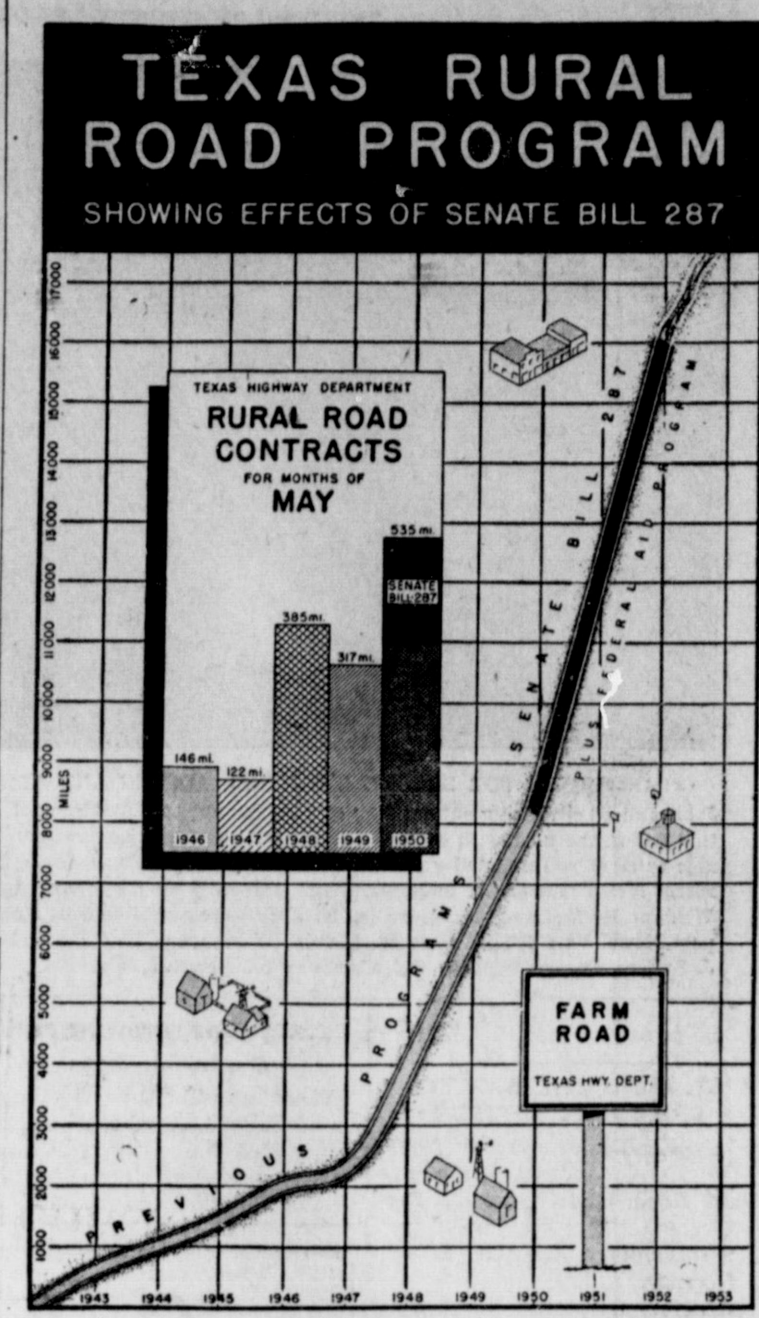 TEXAS RURAL
ROAD PROGRAM
SHOWING EFFECTS OF SENATE BILL 287
17000
16000
15000
14000
13000
12000
11000
10000
9000
8000
7000
6000
5000
4000
3000
2000
1000
MILES
TEXAS HIGHWAY DEPARTMENT
RURAL ROAD
CONTRACTS
FOR MONTHS OF
MAY
146 mi.
122 mi.
385 mi.
317 mi.
535 mi.
SENATE
BILL-287
1946
1947
1948
1949
1950
PREVIOUS PROGRAMS
SENATE BILL 287
PLUS FEDERAL AID PROGRAM
FARM
ROAD
TEXAS HWY. DEPT.
1943
1944
1945
1946
1947
1948
1949
1950
1951
1952
1953